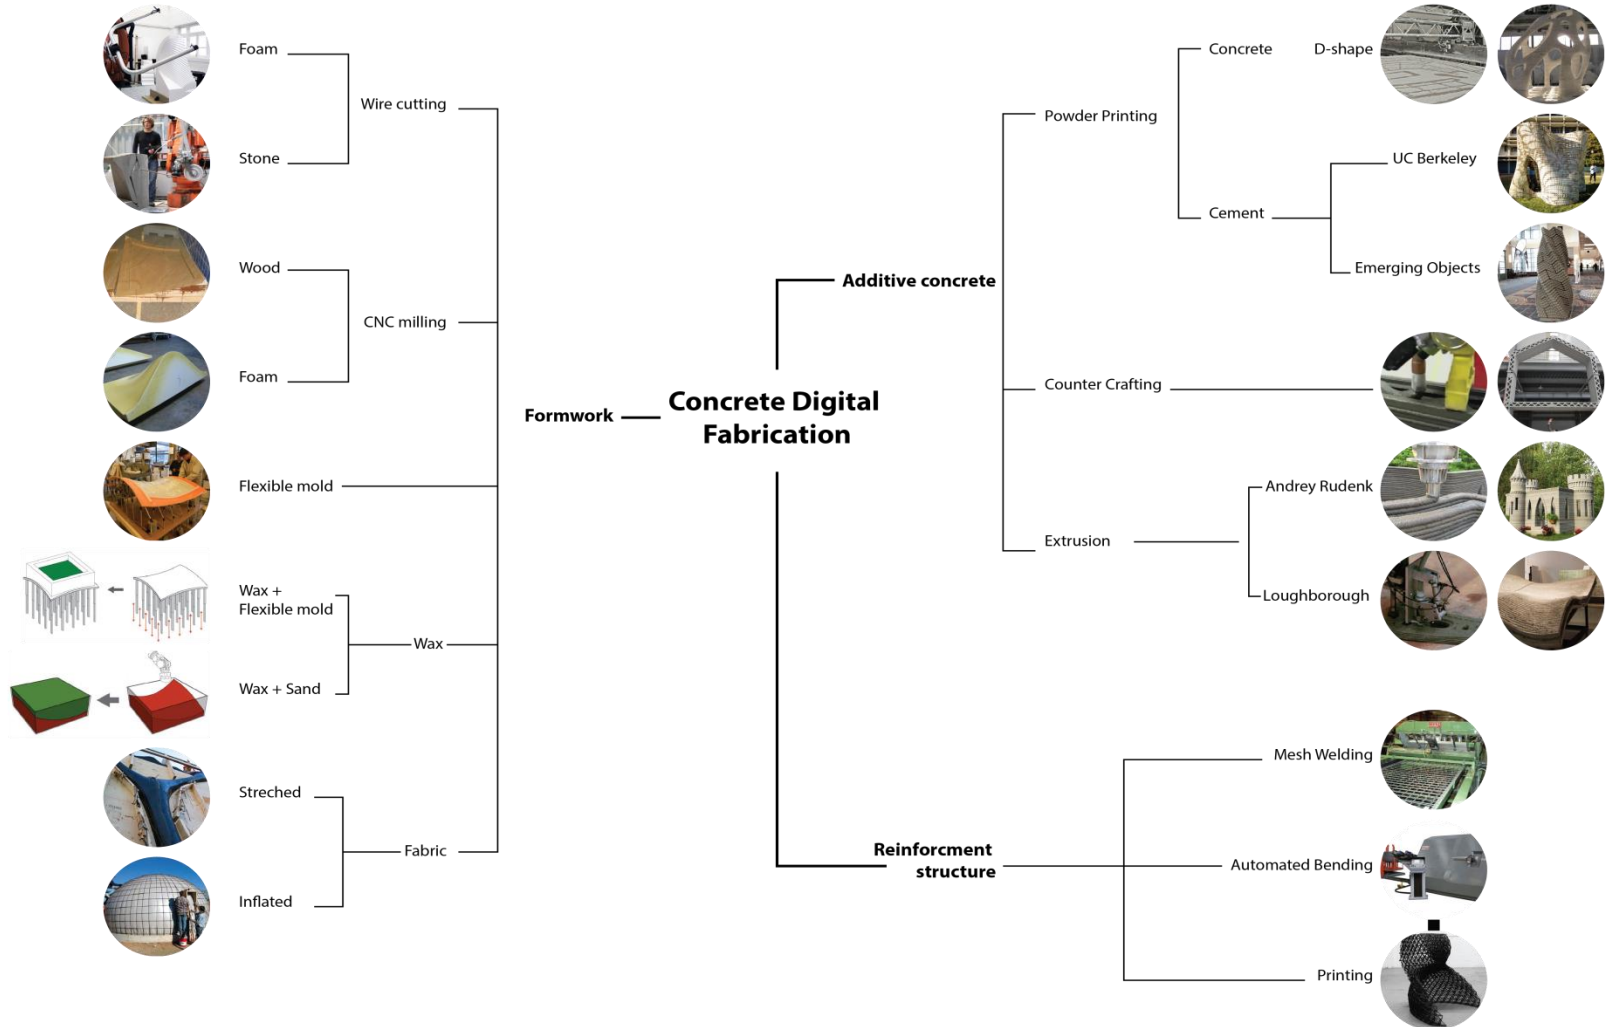 Foam
Wire cutting
Stone
Wood
CNC milling
Foam
Formwork
Flexible mold
Wax +
Flexible mold
Wax
Wax + Sand
Streched
Fabric
Inflated
Concrete Digital
Fabrication
Additive concrete
Powder Printing
Concrete
D-shape
UC Berkeley
Cement
Emerging Objects
Counter Crafting
Andrey Rudenk
Extrusion
Loughborough
Reinforcment
structure
Mesh Welding
Automated Bending
Printing